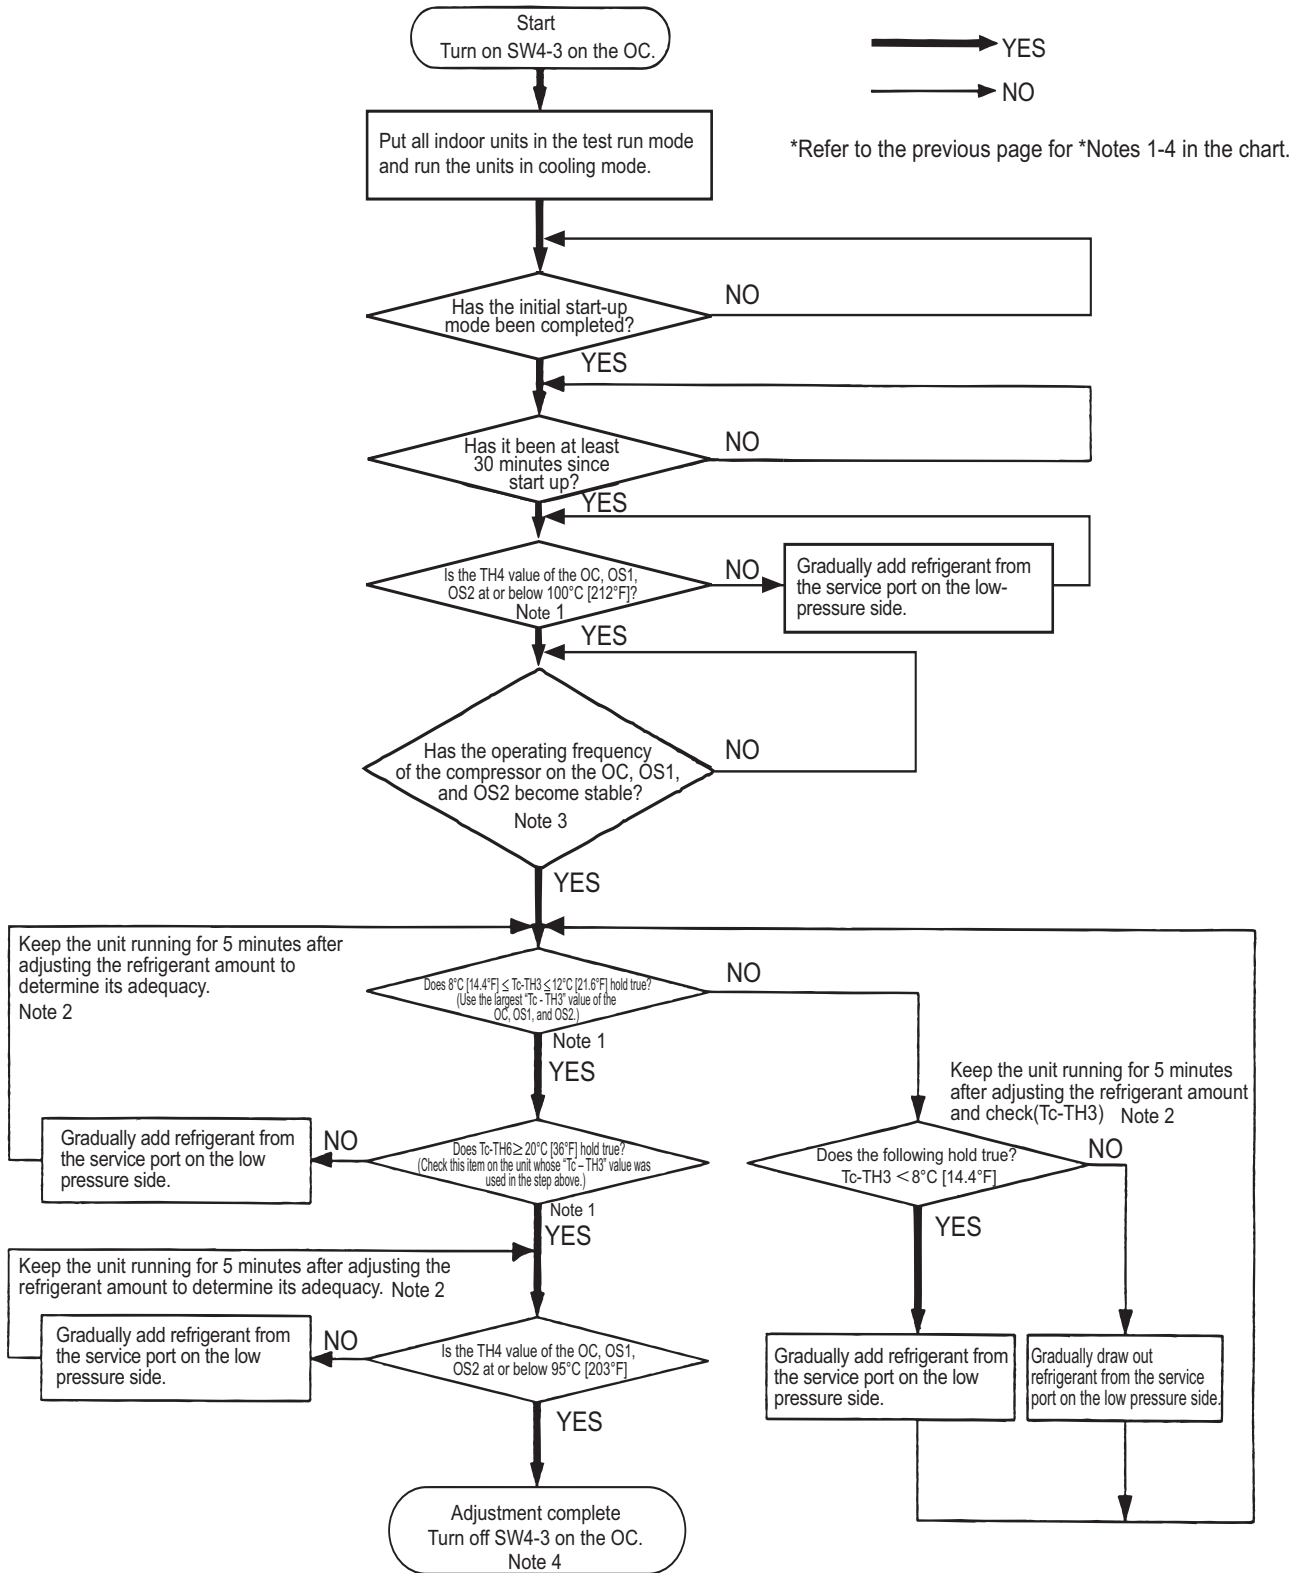 Start
Turn on SW4-3 on the OC.
YES
NO
Put all indoor units in the test run mode
and run the units in cooling mode.
*Refer to the previous page for *Notes 1-4 in the chart.
Has the initial start-up
mode been completed?
NO
YES
Has it been at least
30 minutes since
start up?
NO
YES
Is the TH4 value of the OC, OS1,
OS2 at or below 100°C [212°F]?
Note 1
NO
Gradually add refrigerant from
the service port on the low-
pressure side.
YES
Has the operating frequency
of the compressor on the OC, OS1,
and OS2 become stable?
Note 3
NO
YES
Keep the unit running for 5 minutes after
adjusting the refrigerant amount to
determine its adequacy.
Note 2
Does 8°C [14.4°F] ≤ Tc-TH3 ≤ 12°C [21.6°F] hold true?
(Use the largest “Tc - TH3” value of the
OC, OS1, and OS2.)
NO
Note 1
YES
Keep the unit running for 5 minutes
after adjusting the refrigerant amount
and check(Tc-TH3) Note 2
Gradually add refrigerant from
the service port on the low
pressure side.
NO
Does Tc-TH6≥ 20°C [36°F] hold true?
(Check this item on the unit whose “Tc – TH3” value was
used in the step above.)
Note 1
YES
Does the following hold true?
Tc-TH3 < 8°C [14.4°F]
NO
YES
Keep the unit running for 5 minutes after adjusting the
refrigerant amount to determine its adequacy. Note 2
Gradually add refrigerant from
the service port on the low
pressure side.
NO
Is the TH4 value of the OC, OS1,
OS2 at or below 95°C [203°F]
YES
Gradually add refrigerant from
the service port on the low
pressure side.
Gradually draw out
refrigerant from the service
port on the low pressure side.
Adjustment complete
Turn off SW4-3 on the OC.
Note 4